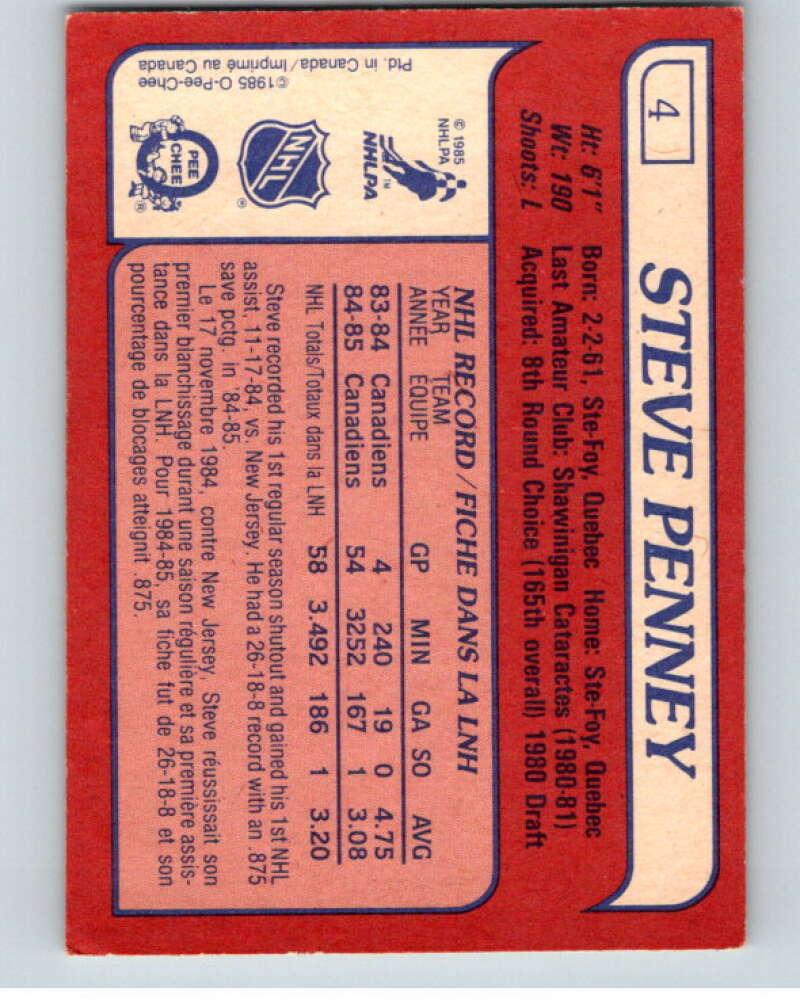 4
STEVE PENNEY
Ht: 6'1" Born: 2-2-61, Ste-Foy, Quebec Home: Ste-Foy, Quebec
Wt: 190 Last Amateur Club: Shawinigan Cataractes (1980-81)
Shoots: L Acquired: 8th Round Choice (165th overall) 1980 Draft
© 1985
NHLPA
NHLPA™
NHL
®
O
PEE
CHEE
®
©1985 O-Pee-Chee
Ptd. in Canada/Imprimé au Canada
NHL RECORD/FICHE DANS LA LNH
YEAR TEAM
ANNÉE ÉQUIPE GP MIN GA SO AVG
83-84 Canadiens 4 240 19 0 4.75
84-85 Canadiens 54 3252 167 1 3.08
NHL Totals/Totaux dans la LNH 58 3.492 186 1 3.20
Steve recorded his 1st regular season shutout and gained his 1st NHL
assist, 11-17-84, vs. New Jersey. He had a 26-18-8 record with an .875
save pctg. in '84-85.
Le 17 novembre 1984, contre New Jersey, Steve réussissait son
premier blanchissage durant une saison régulière et sa première assis-
tance dans la LNH. Pour 1984-85, sa fiche fut de 26-18-8 et son
pourcentage de blocages atteignit .875.